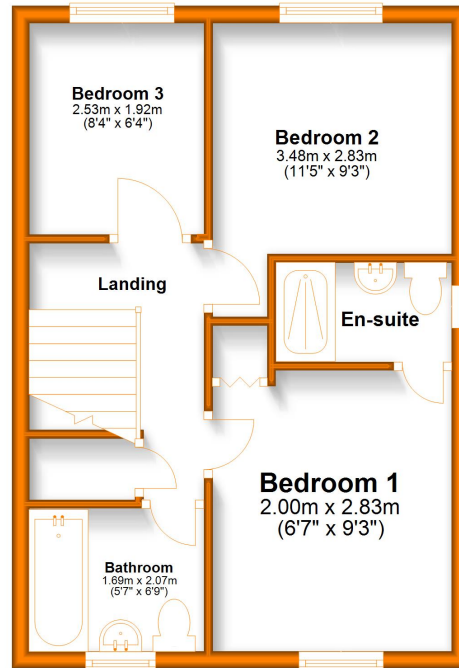 Bedroom 3
2.53m x 1.92m
(8'4" x 6'4")
Bedroom 2
3.48m x 2.83m
(11'5" x 9'3")
Landing
En-suite
Bedroom 1
2.00m x 2.83m
(6'7" x 9'3")
Bathroom
1.69m x 2.07m
(5'7" x 6'9")